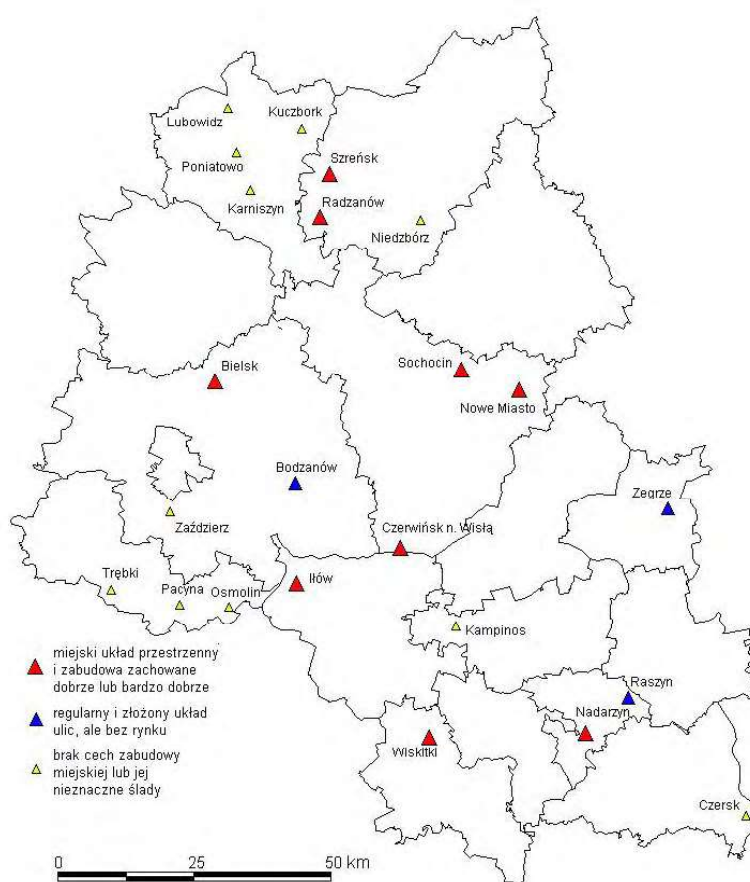 Lubowidz
Kuczbork
Poniatowo
Szreńsk
Karniszyn
Radzanów
Niedzbórz
Bielsk
Sochocin
Nowe Miasto
Bodzanów
Zegrze
Zaździerz
Czerwińsk n. Wisłą
Trębki
Pacyna
Osmolin
Iłów
Kampinos
Raszyn
Nadarzyn
Wiskitki
Czersk
miejski układ przestrzenny
i zabudowa zachowane
dobrze lub bardzo dobrze
regularny i złożony układ
ulic, ale bez rynku
brak cech zabudowy
miejskiej lub jej
nieznaczne ślady
0 25 50 km